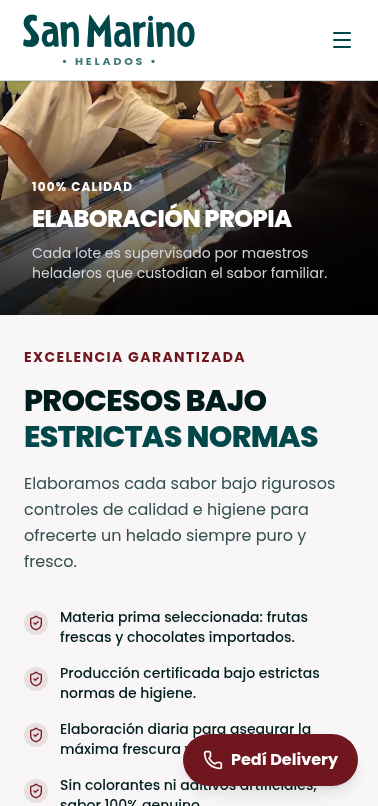 San Marino
• HELADOS •
100% CALIDAD
ELABORACIÓN PROPIA
Cada lote es supervisado por maestros
heladeros que custodian el sabor familiar.
EXCELENCIA GARANTIZADA
PROCESOS BAJO
ESTRICTAS NORMAS
Elaboramos cada sabor bajo rigurosos
controles de calidad e higiene para
ofrecerte un helado siempre puro y
fresco.
Materia prima seleccionada: frutas
frescas y chocolates importados.
Producción certificada bajo estrictas
normas de higiene.
Elaboración diaria para asegurar la
máxima frescura
Pedí Delivery
Sin colorantes ni aditivos artificiales,
sabor 100% genuino.